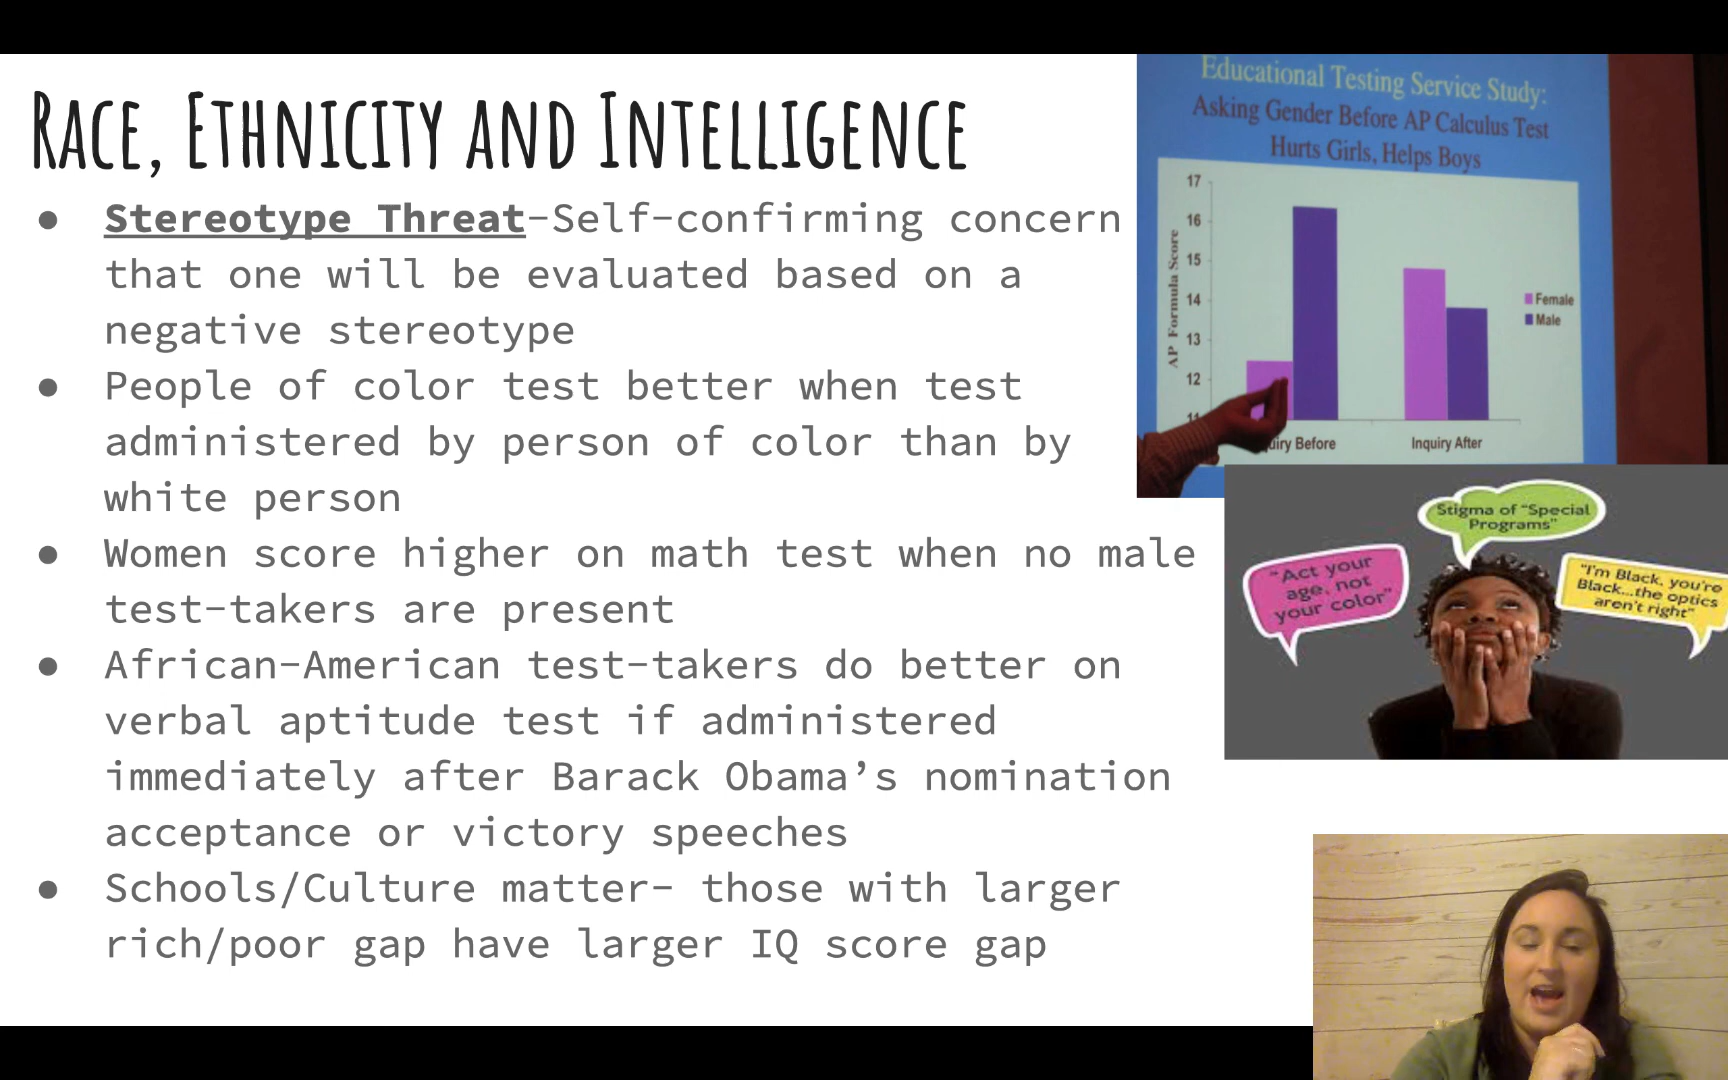 Race, Ethnicity and Intelligence
● Stereotype Threat-Self-confirming concern
that one will be evaluated based on a
negative stereotype
● People of color test better when test
administered by person of color than by
white person
● Women score higher on math test when no male
test-takers are present
● African-American test-takers do better on
verbal aptitude test if administered
immediately after Barack Obama’s nomination
acceptance or victory speeches
● Schools/Culture matter- those with larger
rich/poor gap have larger IQ score gap
Educational Testing Service Study:
Asking Gender Before AP Calculus Test
Hurts Girls, Helps Boys
AP Formula Score
17
16
15
14
13
12
Before
Inquiry After
Female
Male
Stigma of “Special
Programs”
“Act your
age, not
your color”
“I’m Black, you’re
Black...the optics
aren’t right”